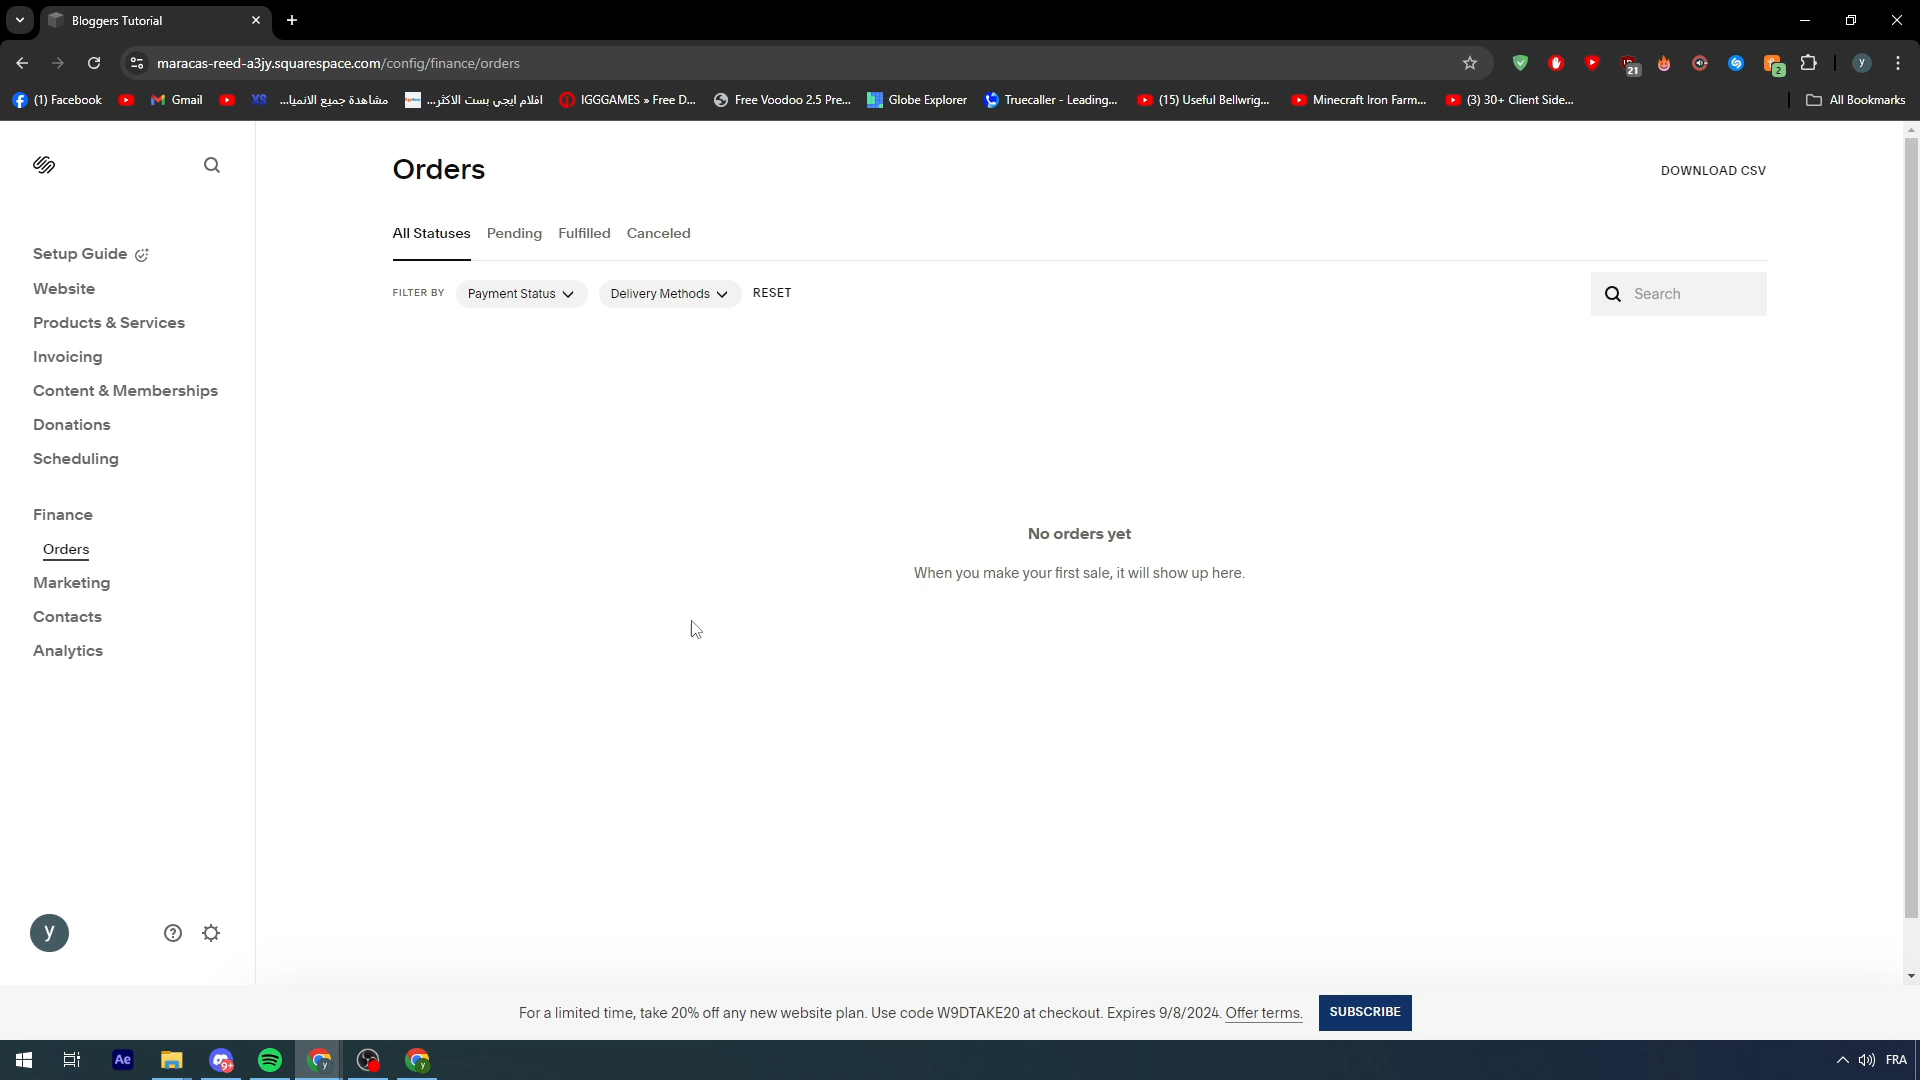 Bloggers Tutorial
maracas-reed-a3jy.squarespace.com/config/finance/orders
21
2
y
(1) Facebook
Gmail
XS
مشاهدة جميع الانميا...
افلام ايجي بست الاكثر...
IGGGAMES » Free D...
Free Voodoo 2.5 Pre...
Globe Explorer
Truecaller - Leading...
(15) Useful Bellwrig...
Minecraft Iron Farm...
(3) 30+ Client Side...
All Bookmarks
Orders
DOWNLOAD CSV
All Statuses
Pending
Fulfilled
Canceled
FILTER BY
Payment Status
Delivery Methods
RESET
Search
Setup Guide
Website
Products & Services
Invoicing
Content & Memberships
Donations
Scheduling
Finance
Orders
Marketing
Contacts
Analytics
No orders yet
When you make your first sale, it will show up here.
y
For a limited time, take 20% off any new website plan. Use code W9DTAKE20 at checkout. Expires 9/8/2024. Offer terms.
SUBSCRIBE
Ae
9+
FRA